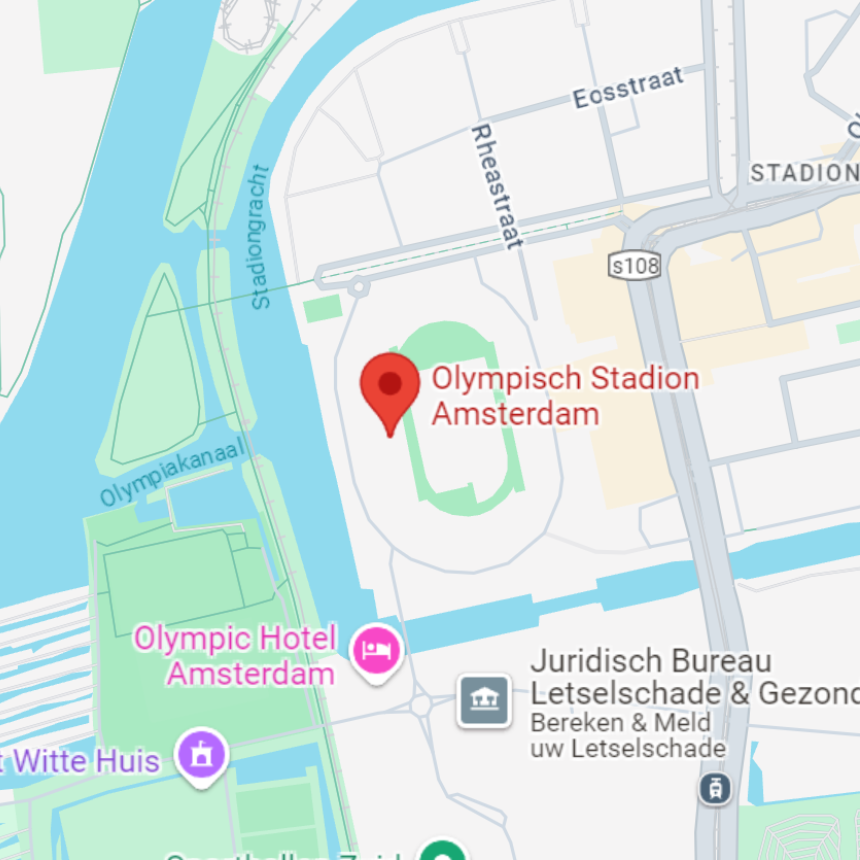 Eosstraat
Rheastraat
STADION
Stadiongracht
s108
Olympisch Stadion
Amsterdam
Olympiakanaal
Olympic Hotel
Amsterdam
Juridisch Bureau
Letselschade & Gezond
Bereken & Meld
uw Letselschade
t Witte Huis